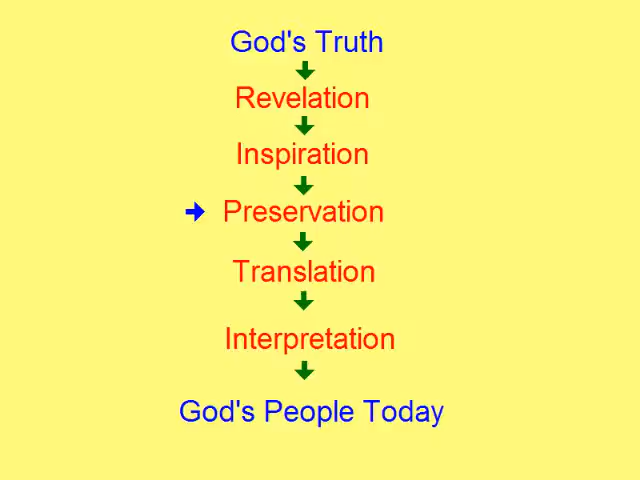 God's Truth
Revelation
Inspiration
Preservation
Translation
Interpretation
God's People Today